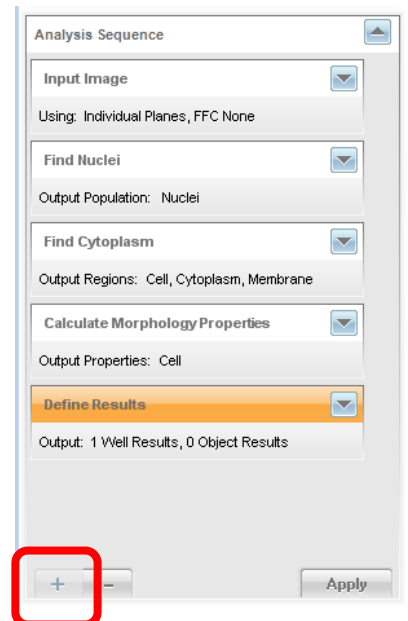 Analysis Sequence
Input Image
Using: Individual Planes, FFC None
Find Nuclei
Output Population: Nuclei
Find Cytoplasm
Output Regions: Cell, Cytoplasm, Membrane
Calculate Morphology Properties
Output Properties: Cell
Define Results
Output: 1 Well Results, 0 Object Results
+ - Apply